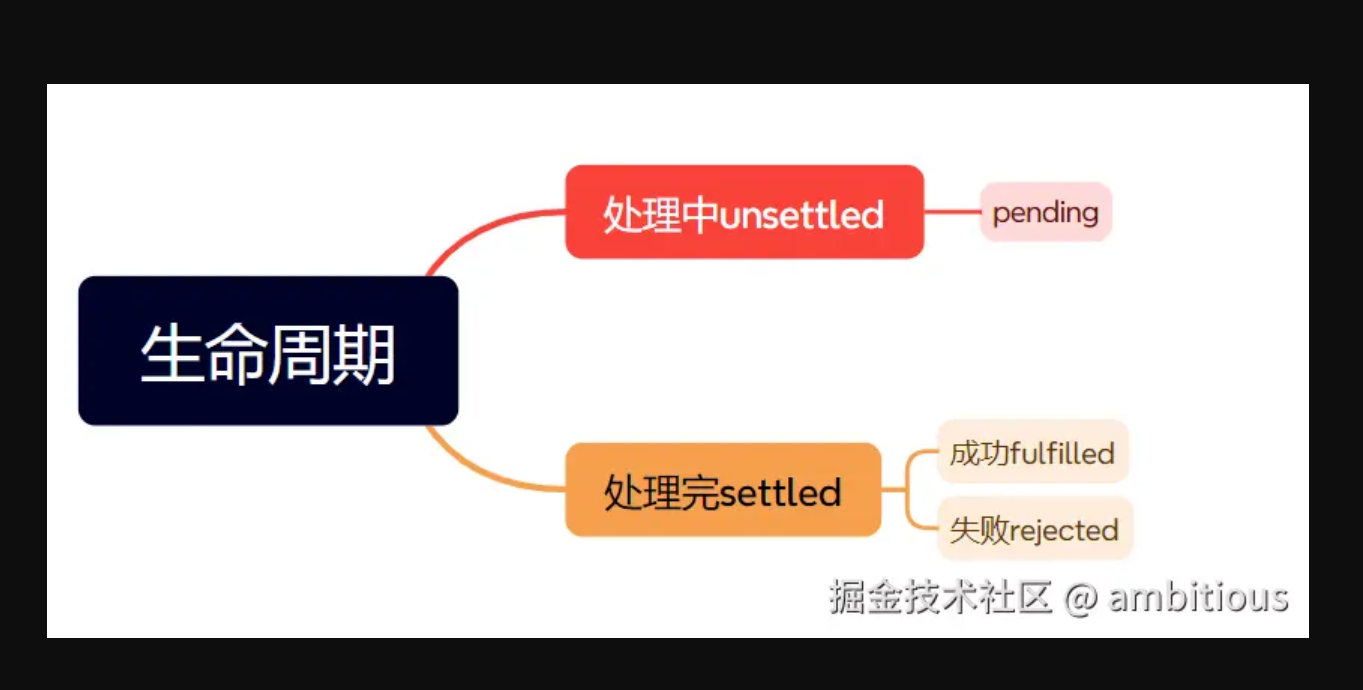 生命周期
处理中unsettled
pending
处理完settled
成功fulfilled
失败rejected
掘金技术社区 @ ambitious